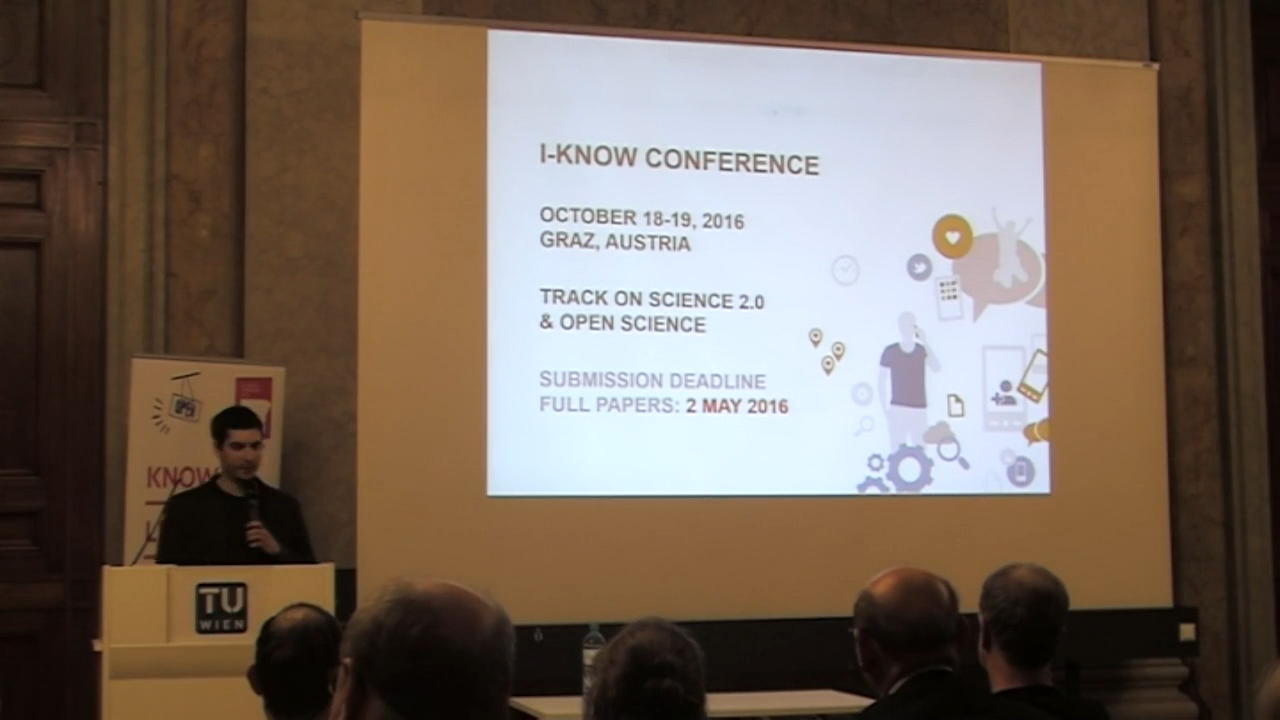 I-KNOW CONFERENCE
OCTOBER 18-19, 2016
GRAZ, AUSTRIA
TRACK ON SCIENCE 2.0
& OPEN SCIENCE
SUBMISSION DEADLINE
FULL PAPERS: 2 MAY 2016
OPEN
KNOW
L
TU
WIEN